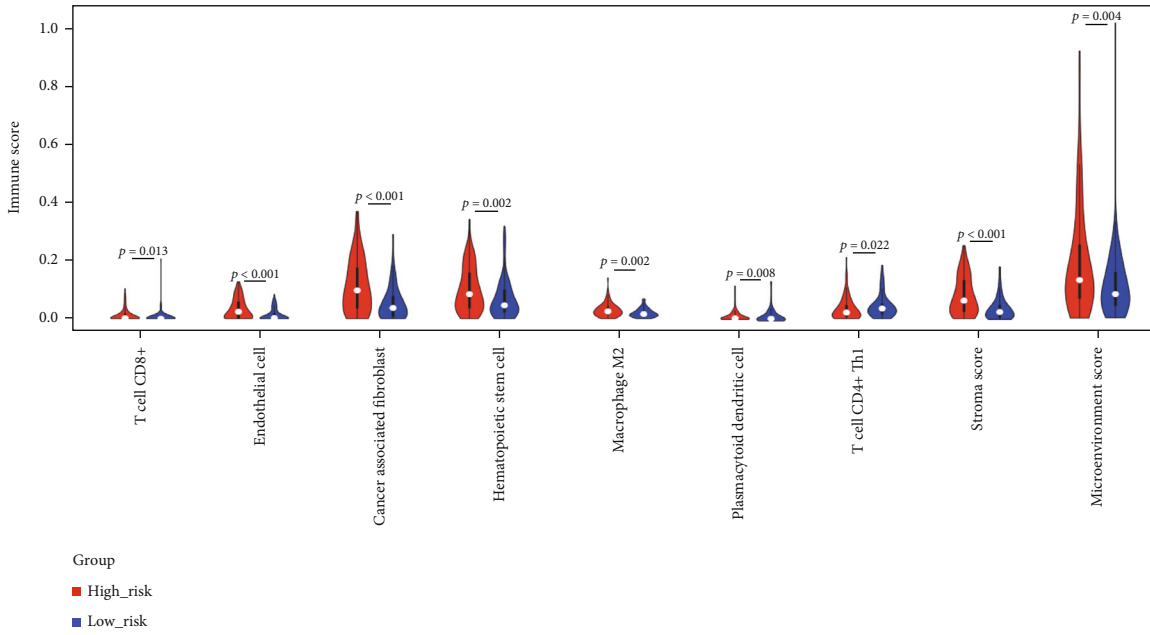 Immune score
1.0
0.8
0.6
0.4
0.2
0.0
p = 0.013
p < 0.001
p < 0.001
p = 0.002
p = 0.002
p = 0.008
p = 0.022
p < 0.001
p = 0.004
T cell CD8+
Endothelial cell
Cancer associated fibroblast
Hematopoietic stem cell
Macrophage M2
Plasmacytoid dendritic cell
T cell CD4+ Th1
Stroma score
Microenvironment score
Group
High_risk
Low_risk